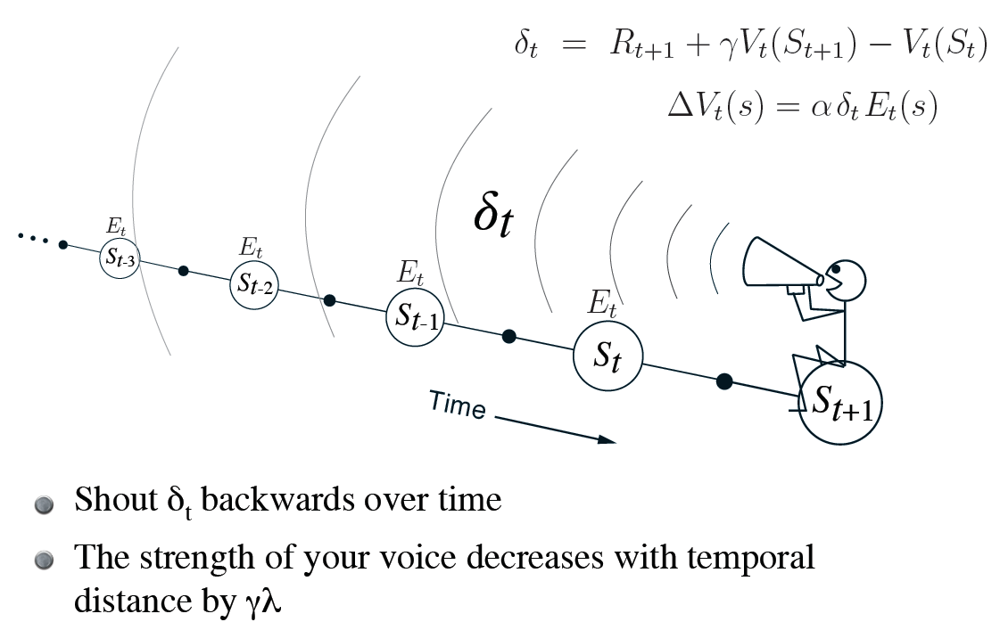 δₜ = Rₜ₊₁ + γVₜ(Sₜ₊₁) − Vₜ(Sₜ)
ΔVₜ(s) = αδₜEₜ(s)
δₜ
Eₜ
Sₜ₋₃
Eₜ
Sₜ₋₂
Eₜ
Sₜ₋₁
Eₜ
Sₜ
Sₜ₊₁
Time
Shout δₜ backwards over time
The strength of your voice decreases with temporal
distance by γλ